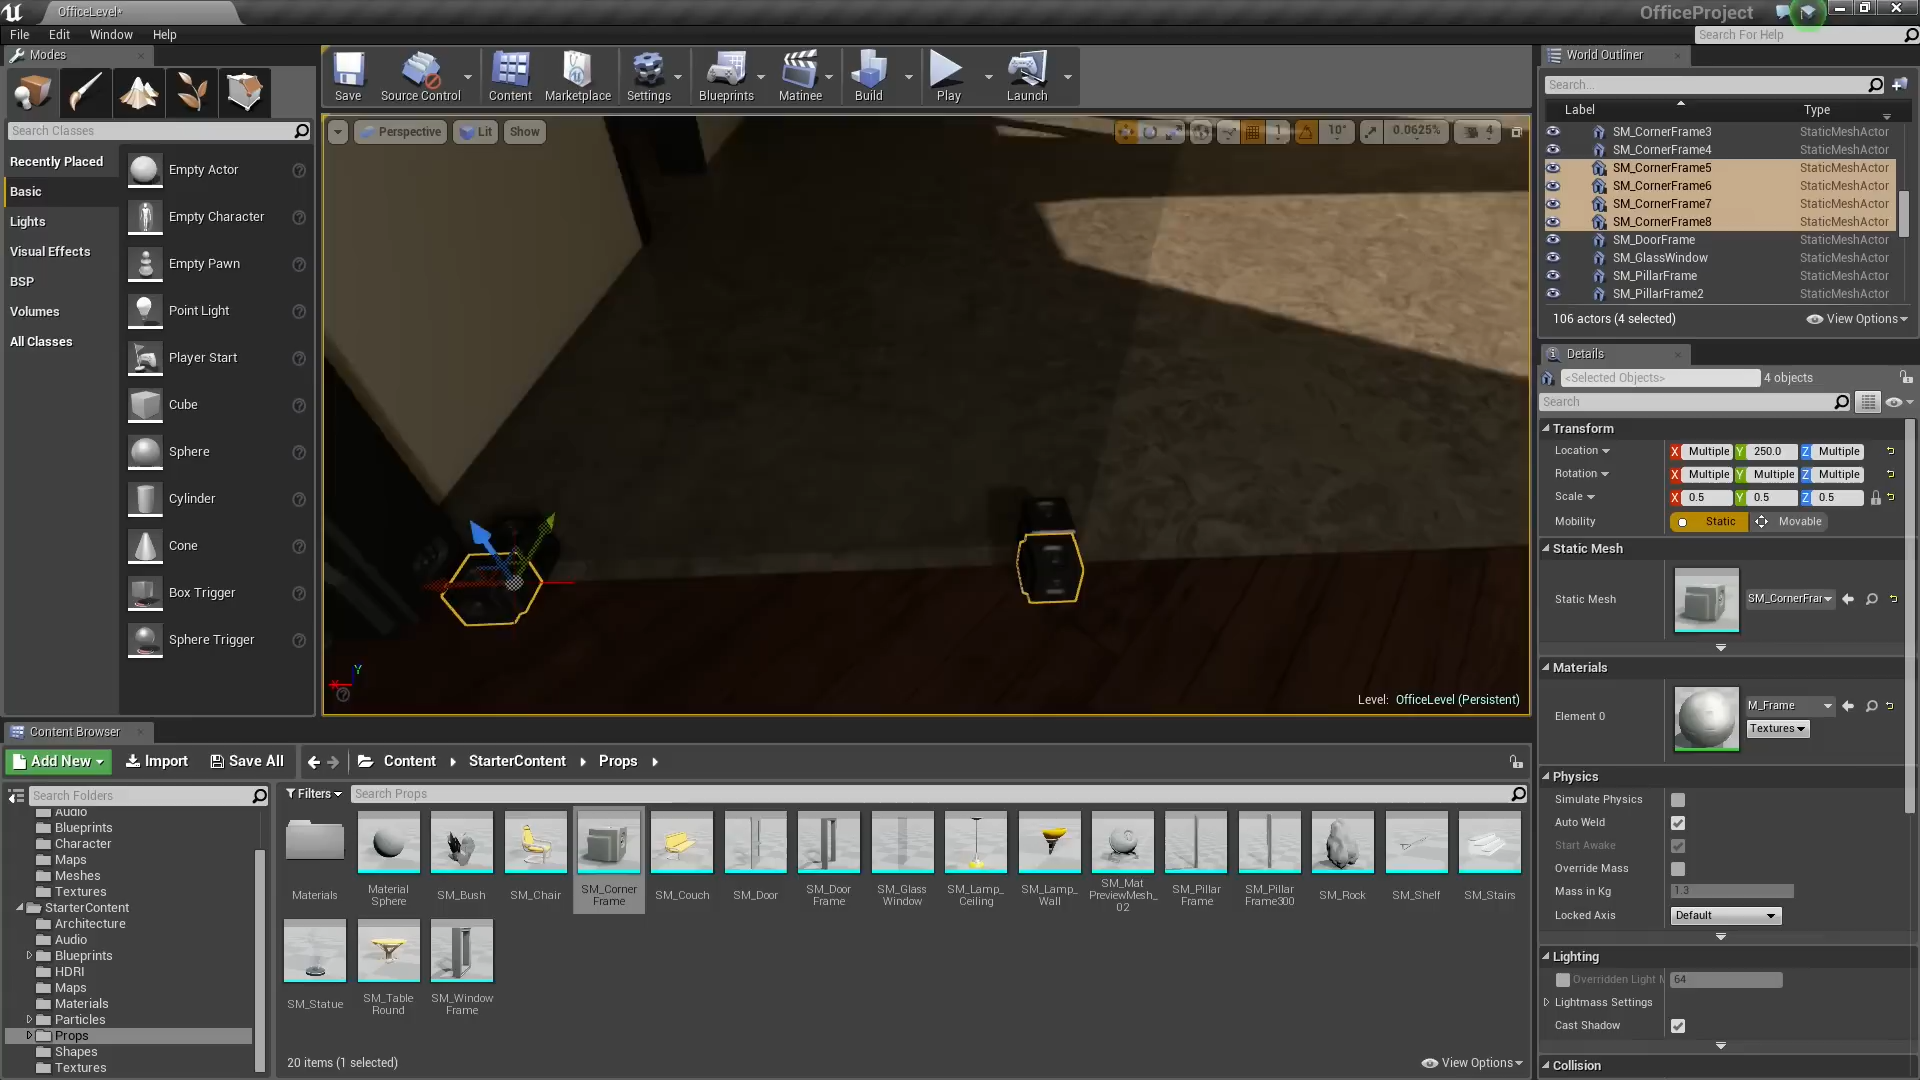 OfficeLevel*
OfficeProject
File Edit Window Help
Search For Help
Modes
Search Classes
Recently Placed
Basic
Lights
Visual Effects
BSP
Volumes
All Classes
Empty Actor
Empty Character
Empty Pawn
Point Light
Player Start
Cube
Sphere
Cylinder
Cone
Box Trigger
Sphere Trigger
Save Source Control Content Marketplace Settings Blueprints Matinee Build Play Launch
Perspective Lit Show
1 10° 0.0625% 4
X Y
Level: OfficeLevel (Persistent)
World Outliner
Search...
Label Type
SM_CornerFrame3 StaticMeshActor
SM_CornerFrame4 StaticMeshActor
SM_CornerFrame5 StaticMeshActor
SM_CornerFrame6 StaticMeshActor
SM_CornerFrame7 StaticMeshActor
SM_CornerFrame8 StaticMeshActor
SM_DoorFrame StaticMeshActor
SM_GlassWindow StaticMeshActor
SM_PillarFrame StaticMeshActor
SM_PillarFrame2 StaticMeshActor
106 actors (4 selected) View Options
Details
<Selected Objects> 4 objects
Search
Transform
Location X Multiple Y 250.0 Z Multiple
Rotation X Multiple Y Multiple Z Multiple
Scale X 0.5 Y 0.5 Z 0.5
Mobility Static Movable
Static Mesh
Static Mesh SM_CornerFrar
Materials
Element 0 M_Frame
Textures
Physics
Simulate Physics
Auto Weld
Start Awake
Override Mass
Mass in Kg 1.3
Locked Axis Default
Lighting
Overridden Light M 64
Lightmass Settings
Cast Shadow
Collision
Content Browser
Add New Import Save All Content StarterContent Props
Search Folders
Audio
Blueprints
Character
Maps
Meshes
Textures
StarterContent
Architecture
Audio
Blueprints
HDRI
Maps
Materials
Particles
Props
Shapes
Textures
Filters Search Props
Materials
Material
Sphere
SM_Bush
SM_Chair
SM_Corner
Frame
SM_Couch
SM_Door
SM_Door
Frame
SM_Glass
Window
SM_Lamp_
Ceiling
SM_Lamp_
Wall
SM_Mat
PreviewMesh_
02
SM_Pillar
Frame
SM_Pillar
Frame300
SM_Rock
SM_Shelf
SM_Stairs
SM_Statue
SM_Table
Round
SM_Window
Frame
20 items (1 selected) View Options